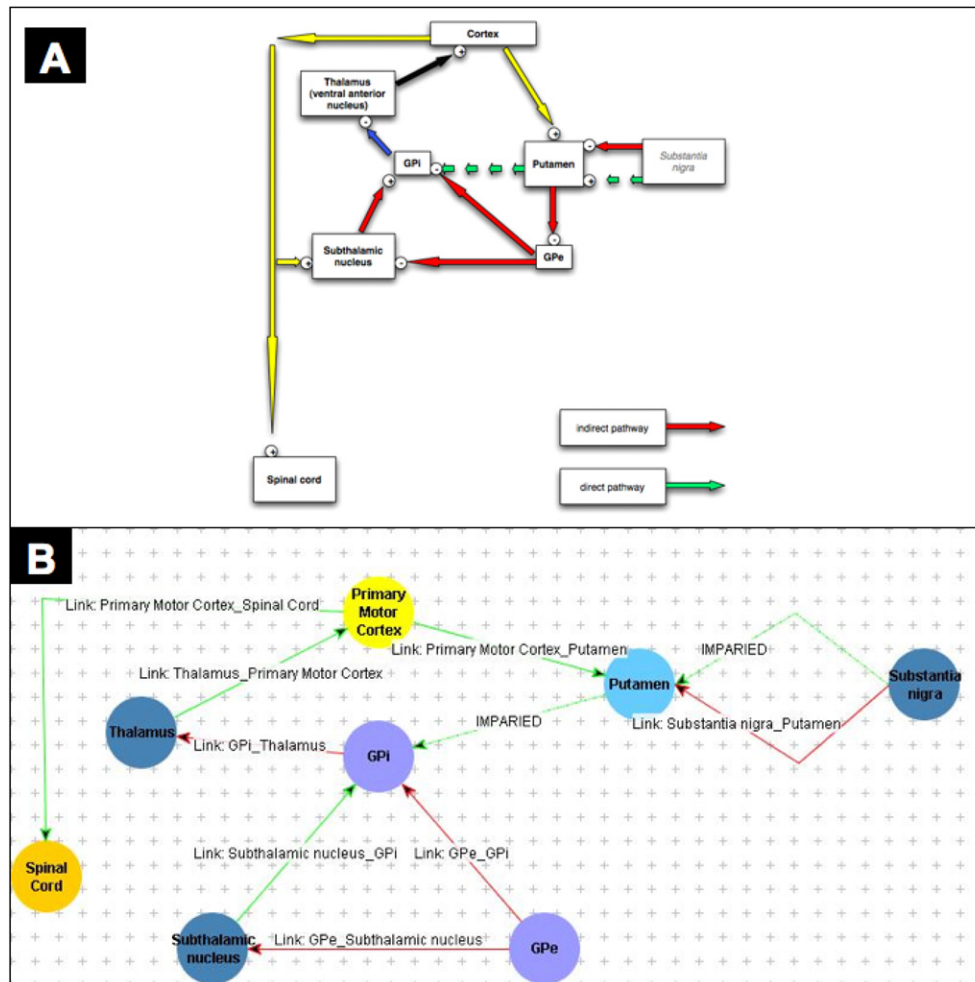 A
Cortex
Thalamus
(ventral anterior
nucleus)
+
+
-
+
-
GPi
-
Putamen
Substantia
nigra
+
+
-
Subthalamic
nucleus
+
-
GPe
indirect pathway
+
Spinal cord
direct pathway
B
Primary
Motor
Cortex
Link: Primary Motor Cortex_Spinal Cord
Link: Primary Motor Cortex_Putamen
IMPARIED
Link: Thalamus_Primary Motor Cortex
Putamen
Substantia
nigra
IMPARIED
Link: Substantia nigra_Putamen
Thalamus
Link: GPi_Thalamus
GPi
Link: Subthalamic nucleus_GPi
Link: GPe_GPi
Spinal
Cord
Subthalamic
nucleus
Link: GPe_Subthalamic nucleus
GPe